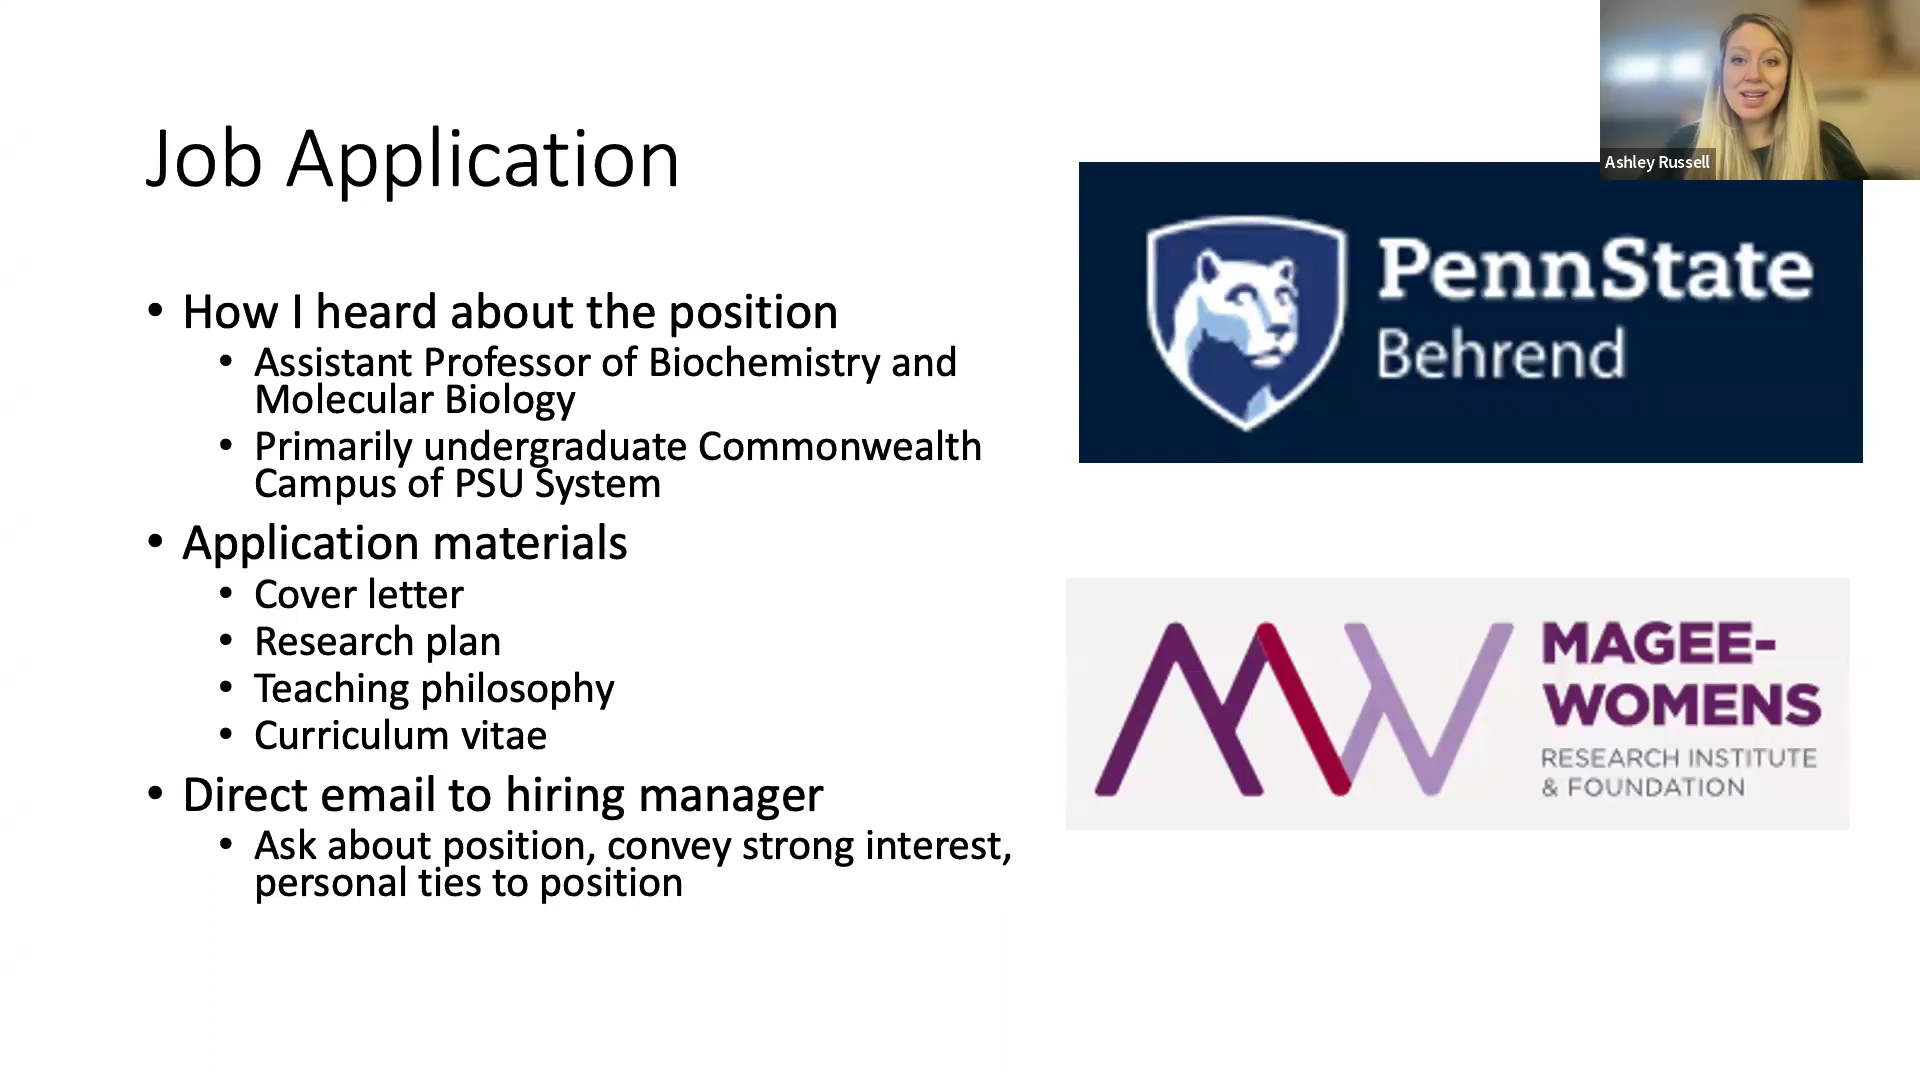 Job Application
• How I heard about the position
• Assistant Professor of Biochemistry and
Molecular Biology
• Primarily undergraduate Commonwealth
Campus of PSU System
• Application materials
• Cover letter
• Research plan
• Teaching philosophy
• Curriculum vitae
• Direct email to hiring manager
• Ask about position, convey strong interest,
personal ties to position
Ashley Russell
PennState
Behrend
MAGEE-
WOMENS
RESEARCH INSTITUTE
& FOUNDATION